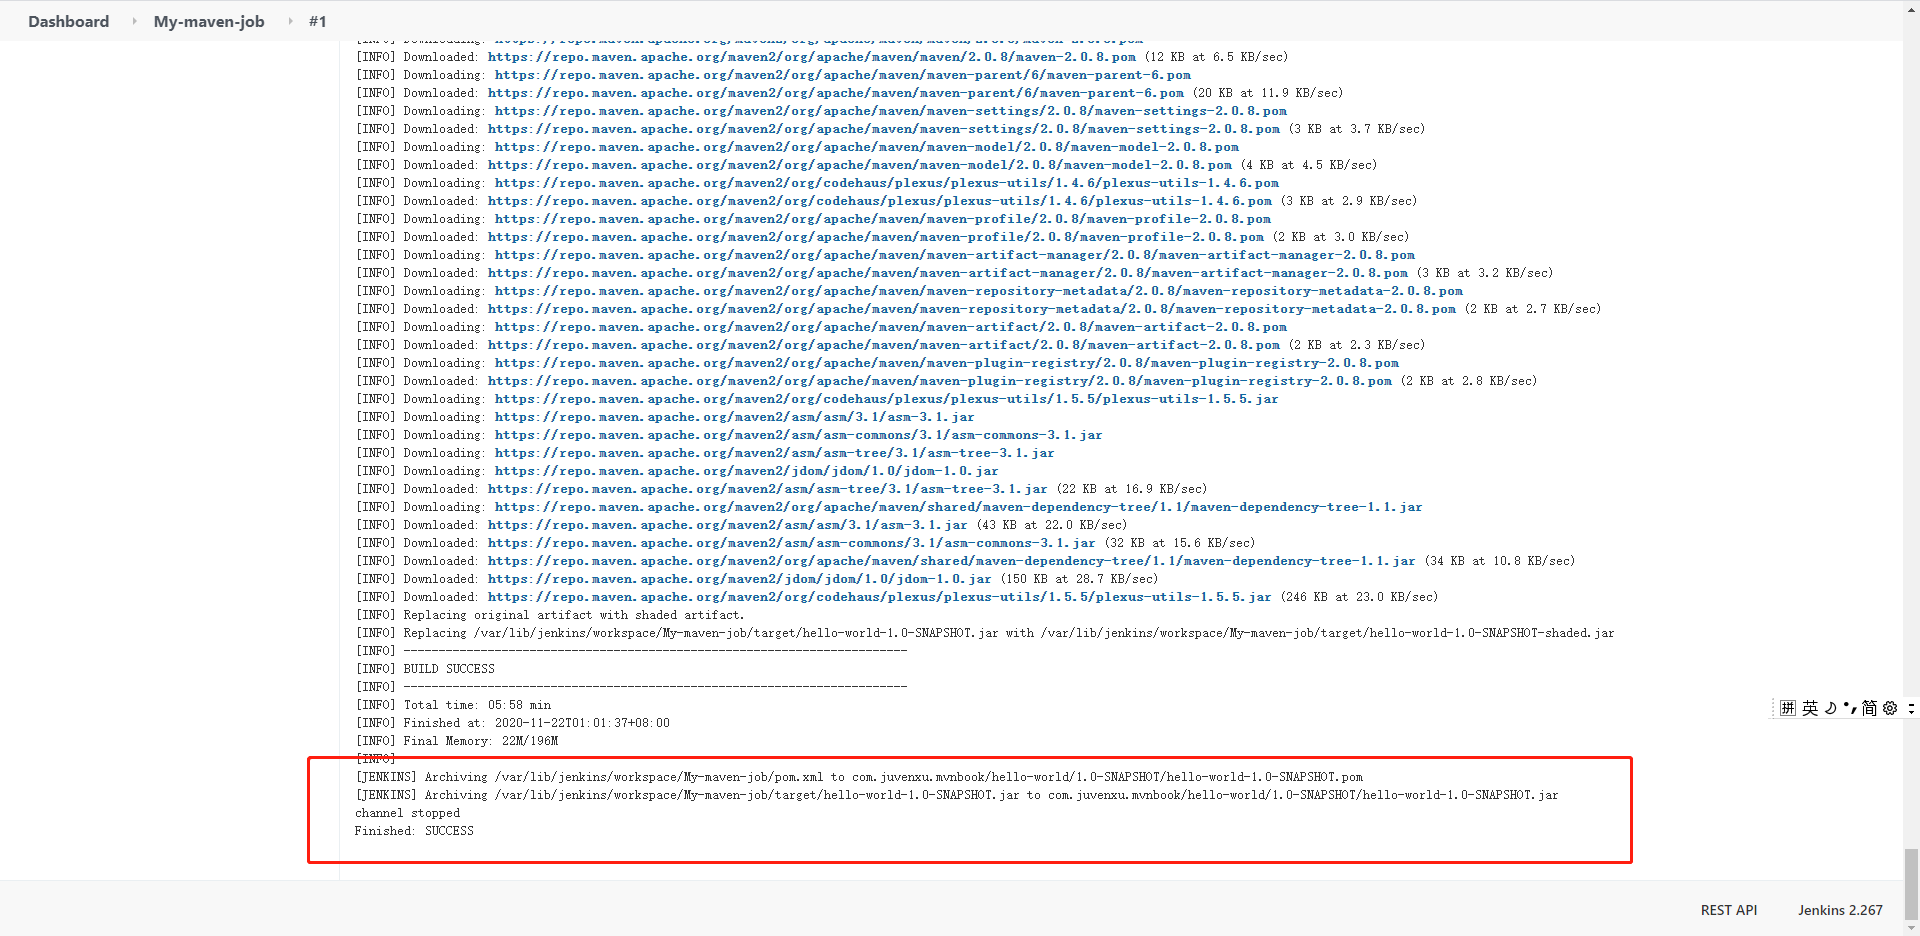 Dashboard
My-maven-job
#1
[INFO] Downloading: https://repo.maven.apache.org/maven2/org/apache/maven/maven/2.0.8/maven-2.0.8.pom
[INFO] Downloaded: https://repo.maven.apache.org/maven2/org/apache/maven/maven/2.0.8/maven-2.0.8.pom (12 KB at 6.5 KB/sec)
[INFO] Downloading: https://repo.maven.apache.org/maven2/org/apache/maven/maven-parent/6/maven-parent-6.pom
[INFO] Downloaded: https://repo.maven.apache.org/maven2/org/apache/maven/maven-parent/6/maven-parent-6.pom (20 KB at 11.9 KB/sec)
[INFO] Downloading: https://repo.maven.apache.org/maven2/org/apache/maven/maven-settings/2.0.8/maven-settings-2.0.8.pom
[INFO] Downloaded: https://repo.maven.apache.org/maven2/org/apache/maven/maven-settings/2.0.8/maven-settings-2.0.8.pom (3 KB at 3.7 KB/sec)
[INFO] Downloading: https://repo.maven.apache.org/maven2/org/apache/maven/maven-model/2.0.8/maven-model-2.0.8.pom
[INFO] Downloaded: https://repo.maven.apache.org/maven2/org/apache/maven/maven-model/2.0.8/maven-model-2.0.8.pom (4 KB at 4.5 KB/sec)
[INFO] Downloading: https://repo.maven.apache.org/maven2/org/codehaus/plexus/plexus-utils/1.4.6/plexus-utils-1.4.6.pom
[INFO] Downloaded: https://repo.maven.apache.org/maven2/org/codehaus/plexus/plexus-utils/1.4.6/plexus-utils-1.4.6.pom (3 KB at 2.9 KB/sec)
[INFO] Downloading: https://repo.maven.apache.org/maven2/org/apache/maven/maven-profile/2.0.8/maven-profile-2.0.8.pom
[INFO] Downloaded: https://repo.maven.apache.org/maven2/org/apache/maven/maven-profile/2.0.8/maven-profile-2.0.8.pom (2 KB at 3.0 KB/sec)
[INFO] Downloading: https://repo.maven.apache.org/maven2/org/apache/maven/maven-artifact-manager/2.0.8/maven-artifact-manager-2.0.8.pom
[INFO] Downloaded: https://repo.maven.apache.org/maven2/org/apache/maven/maven-artifact-manager/2.0.8/maven-artifact-manager-2.0.8.pom (3 KB at 3.2 KB/sec)
[INFO] Downloading: https://repo.maven.apache.org/maven2/org/apache/maven/maven-repository-metadata/2.0.8/maven-repository-metadata-2.0.8.pom
[INFO] Downloaded: https://repo.maven.apache.org/maven2/org/apache/maven/maven-repository-metadata/2.0.8/maven-repository-metadata-2.0.8.pom (2 KB at 2.7 KB/sec)
[INFO] Downloading: https://repo.maven.apache.org/maven2/org/apache/maven/maven-artifact/2.0.8/maven-artifact-2.0.8.pom
[INFO] Downloaded: https://repo.maven.apache.org/maven2/org/apache/maven/maven-artifact/2.0.8/maven-artifact-2.0.8.pom (2 KB at 2.3 KB/sec)
[INFO] Downloading: https://repo.maven.apache.org/maven2/org/apache/maven/maven-plugin-registry/2.0.8/maven-plugin-registry-2.0.8.pom
[INFO] Downloaded: https://repo.maven.apache.org/maven2/org/apache/maven/maven-plugin-registry/2.0.8/maven-plugin-registry-2.0.8.pom (2 KB at 2.8 KB/sec)
[INFO] Downloading: https://repo.maven.apache.org/maven2/org/codehaus/plexus/plexus-utils/1.5.5/plexus-utils-1.5.5.jar
[INFO] Downloading: https://repo.maven.apache.org/maven2/asm/asm/3.1/asm-3.1.jar
[INFO] Downloading: https://repo.maven.apache.org/maven2/asm/asm-commons/3.1/asm-commons-3.1.jar
[INFO] Downloading: https://repo.maven.apache.org/maven2/asm/asm-tree/3.1/asm-tree-3.1.jar
[INFO] Downloading: https://repo.maven.apache.org/maven2/jdom/jdom/1.0/jdom-1.0.jar
[INFO] Downloaded: https://repo.maven.apache.org/maven2/asm/asm-tree/3.1/asm-tree-3.1.jar (22 KB at 16.9 KB/sec)
[INFO] Downloading: https://repo.maven.apache.org/maven2/org/apache/maven/shared/maven-dependency-tree/1.1/maven-dependency-tree-1.1.jar
[INFO] Downloaded: https://repo.maven.apache.org/maven2/asm/asm/3.1/asm-3.1.jar (43 KB at 22.0 KB/sec)
[INFO] Downloaded: https://repo.maven.apache.org/maven2/asm/asm-commons/3.1/asm-commons-3.1.jar (32 KB at 15.6 KB/sec)
[INFO] Downloaded: https://repo.maven.apache.org/maven2/org/apache/maven/shared/maven-dependency-tree/1.1/maven-dependency-tree-1.1.jar (34 KB at 10.8 KB/sec)
[INFO] Downloaded: https://repo.maven.apache.org/maven2/jdom/jdom/1.0/jdom-1.0.jar (150 KB at 28.7 KB/sec)
[INFO] Downloaded: https://repo.maven.apache.org/maven2/org/codehaus/plexus/plexus-utils/1.5.5/plexus-utils-1.5.5.jar (246 KB at 23.0 KB/sec)
[INFO] Replacing original artifact with shaded artifact.
[INFO] Replacing /var/lib/jenkins/workspace/My-maven-job/target/hello-world-1.0-SNAPSHOT.jar with /var/lib/jenkins/workspace/My-maven-job/target/hello-world-1.0-SNAPSHOT-shaded.jar
[INFO] ------------------------------------------------------------------------
[INFO] BUILD SUCCESS
[INFO] ------------------------------------------------------------------------
[INFO] Total time: 05:58 min
[INFO] Finished at: 2020-11-22T01:01:37+08:00
[INFO] Final Memory: 22M/196M
[INFO]
[JENKINS] Archiving /var/lib/jenkins/workspace/My-maven-job/pom.xml to com.juvenxu.mvnbook/hello-world/1.0-SNAPSHOT/hello-world-1.0-SNAPSHOT.pom
[JENKINS] Archiving /var/lib/jenkins/workspace/My-maven-job/target/hello-world-1.0-SNAPSHOT.jar to com.juvenxu.mvnbook/hello-world/1.0-SNAPSHOT/hello-world-1.0-SNAPSHOT.jar
channel stopped
Finished: SUCCESS
拼 英 简
REST API
Jenkins 2.267